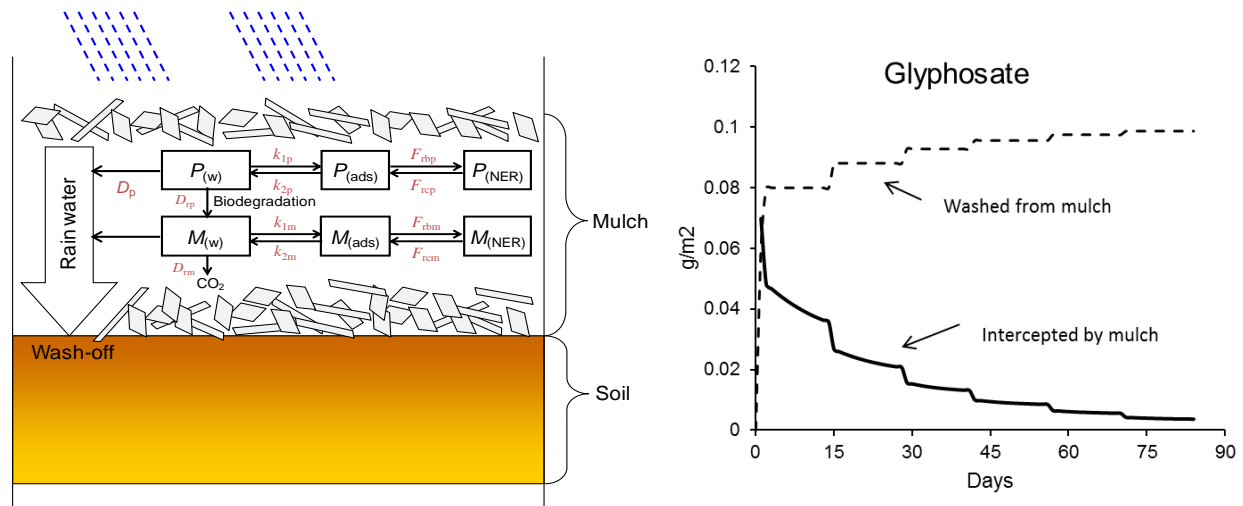 k1p
Frbp
P(w)
P(ads)
P(NER)
Dp
k2p
Frcp
Drp
Biodegradation
k1m
Frbm
M(w)
M(ads)
M(NER)
k2m
Frcm
Drm
CO2
Rain water
Wash-off
Mulch
Soil
Glyphosate
0.12
0.1
0.08
0.06
0.04
0.02
0
g/m2
Washed from mulch
Intercepted by mulch
0 15 30 45 60 75 90
Days